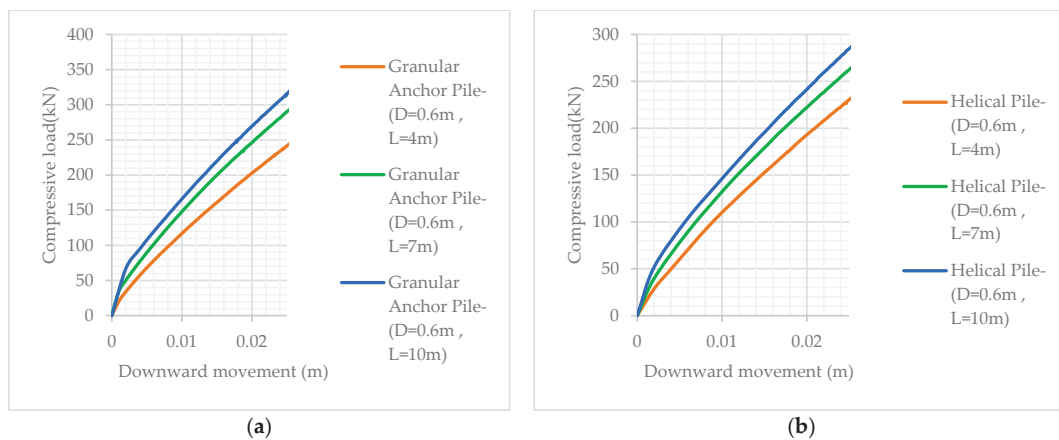 400
350
300
250
200
150
100
50
0
Compressive load(kN)
0 0.01 0.02
Downward movement (m)
Granular
Anchor Pile-
(D=0.6m ,
L=4m)
Granular
Anchor Pile-
(D=0.6m ,
L=7m)
Granular
Anchor Pile-
(D=0.6m ,
L=10m)
(a)
300
250
200
150
100
50
0
Compressive load(kN)
0 0.01 0.02
Downward movement (m)
Helical Pile-
(D=0.6m ,
L=4m)
Helical Pile-
(D=0.6m ,
L=7m)
Helical Pile-
(D=0.6m ,
L=10m)
(b)